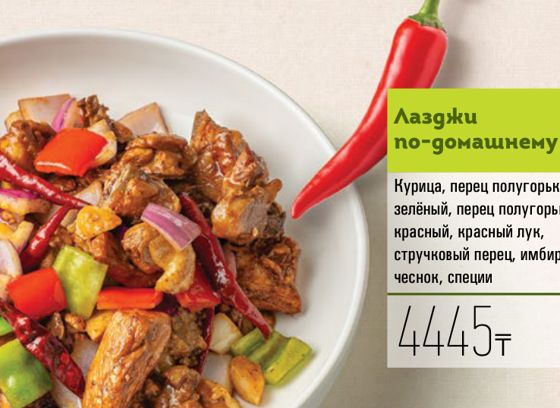 Лазджи
по-домашнему
Курица, перец полугорьк
зелёный, перец полугорь
красный, красный лук,
стручковый перец, имбир
чеснок, специи
4445₸